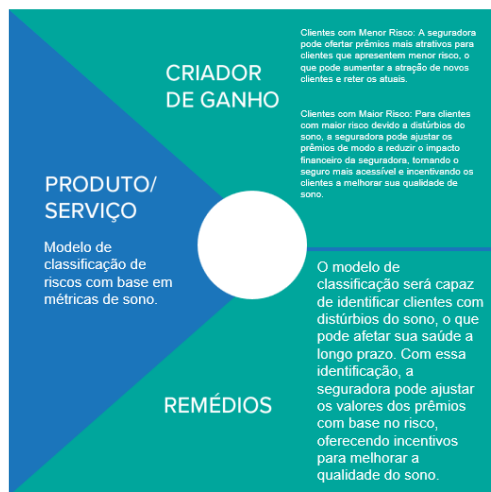 Clientes com Menor Risco: A seguradora
pode ofertar prêmios mais atrativos para
clientes que apresentem menor risco, o
que pode aumentar a atração de novos
clientes e reter os atuais.
CRIADOR
DE GANHO
Clientes com Maior Risco: Para clientes
com maior risco devido a distúrbios do
sono, a seguradora pode ajustar os
prêmios de modo a reduzir o impacto
financeiro da seguradora, tornando o
seguro mais acessível e incentivando os
clientes a melhorar sua qualidade de
sono.
PRODUTO/
SERVIÇO
Modelo de
classificação de
riscos com base em
métricas de sono.
O modelo de
classificação será capaz
de identificar clientes com
distúrbios do sono, o que
pode afetar sua saúde a
longo prazo. Com essa
identificação, a
seguradora pode ajustar
os valores dos prêmios
com base no risco,
oferecendo incentivos
para melhorar a
qualidade do sono.
REMÉDIOS